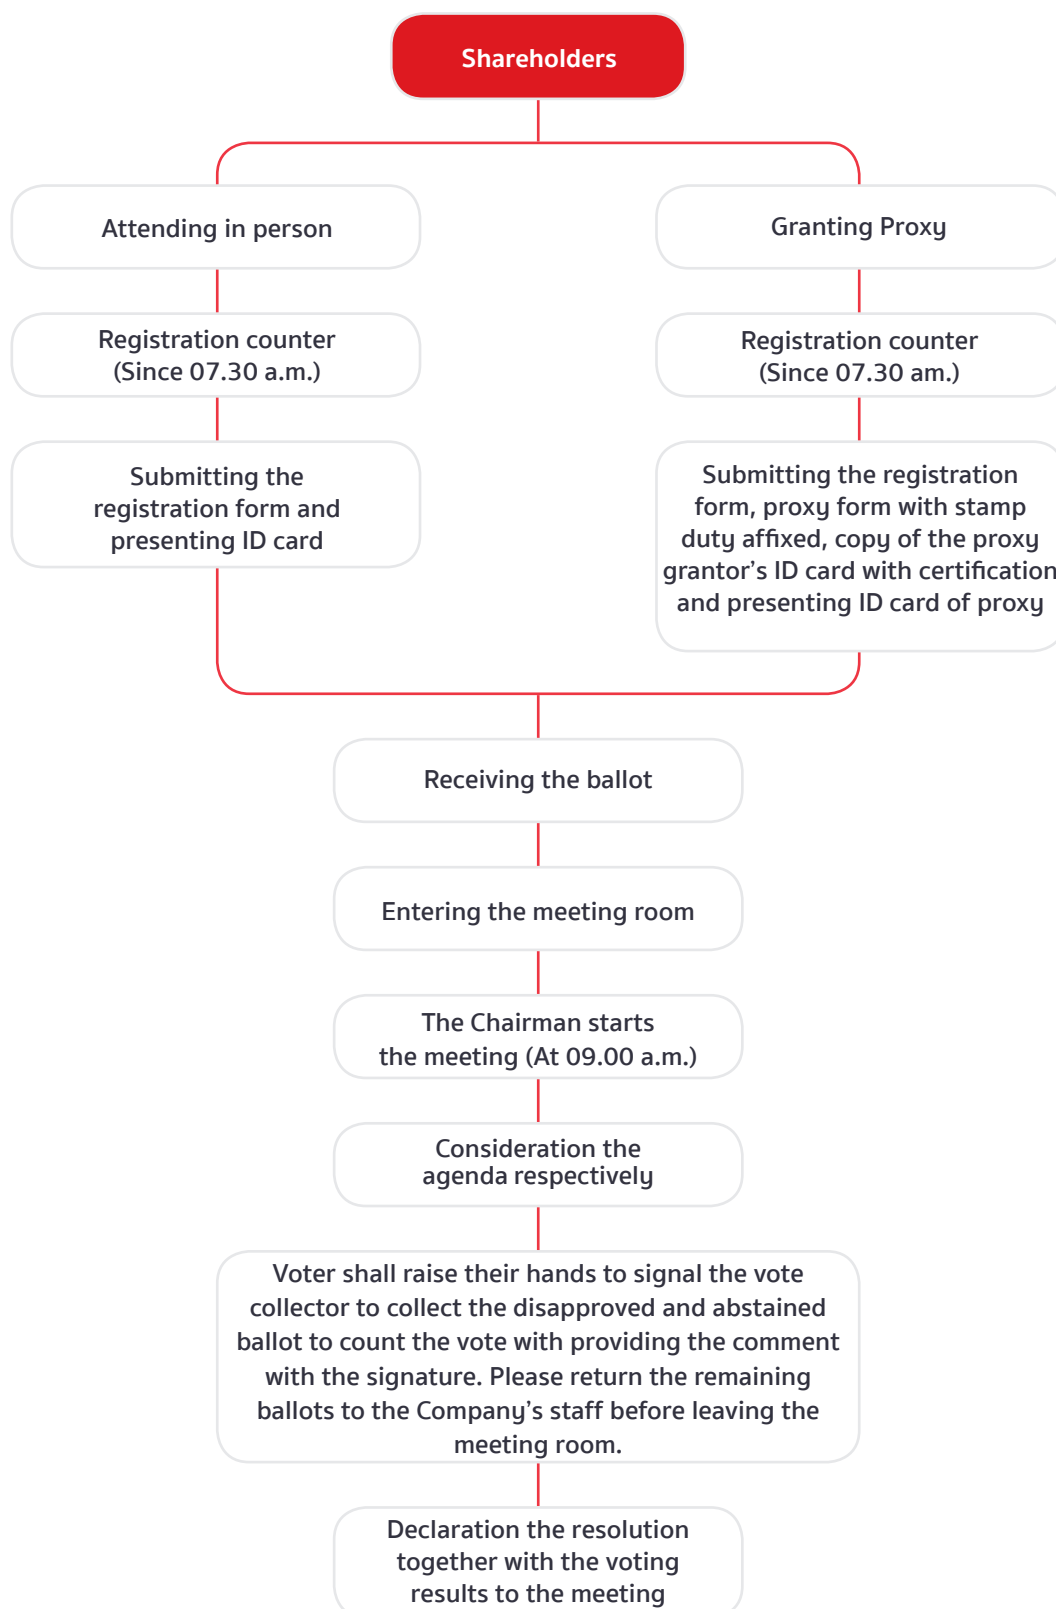 Shareholders
Attending in person
Granting Proxy
Registration counter
(Since 07.30 a.m.)
Registration counter
(Since 07.30 am.)
Submitting the
registration form and
presenting ID card
Submitting the registration
form, proxy form with stamp
duty affixed, copy of the proxy
grantor’s ID card with certification
and presenting ID card of proxy
Receiving the ballot
Entering the meeting room
The Chairman starts
the meeting (At 09.00 a.m.)
Consideration the
agenda respectively
Voter shall raise their hands to signal the vote
collector to collect the disapproved and abstained
ballot to count the vote with providing the comment
with the signature. Please return the remaining
ballots to the Company’s staff before leaving the
meeting room.
Declaration the resolution
together with the voting
results to the meeting